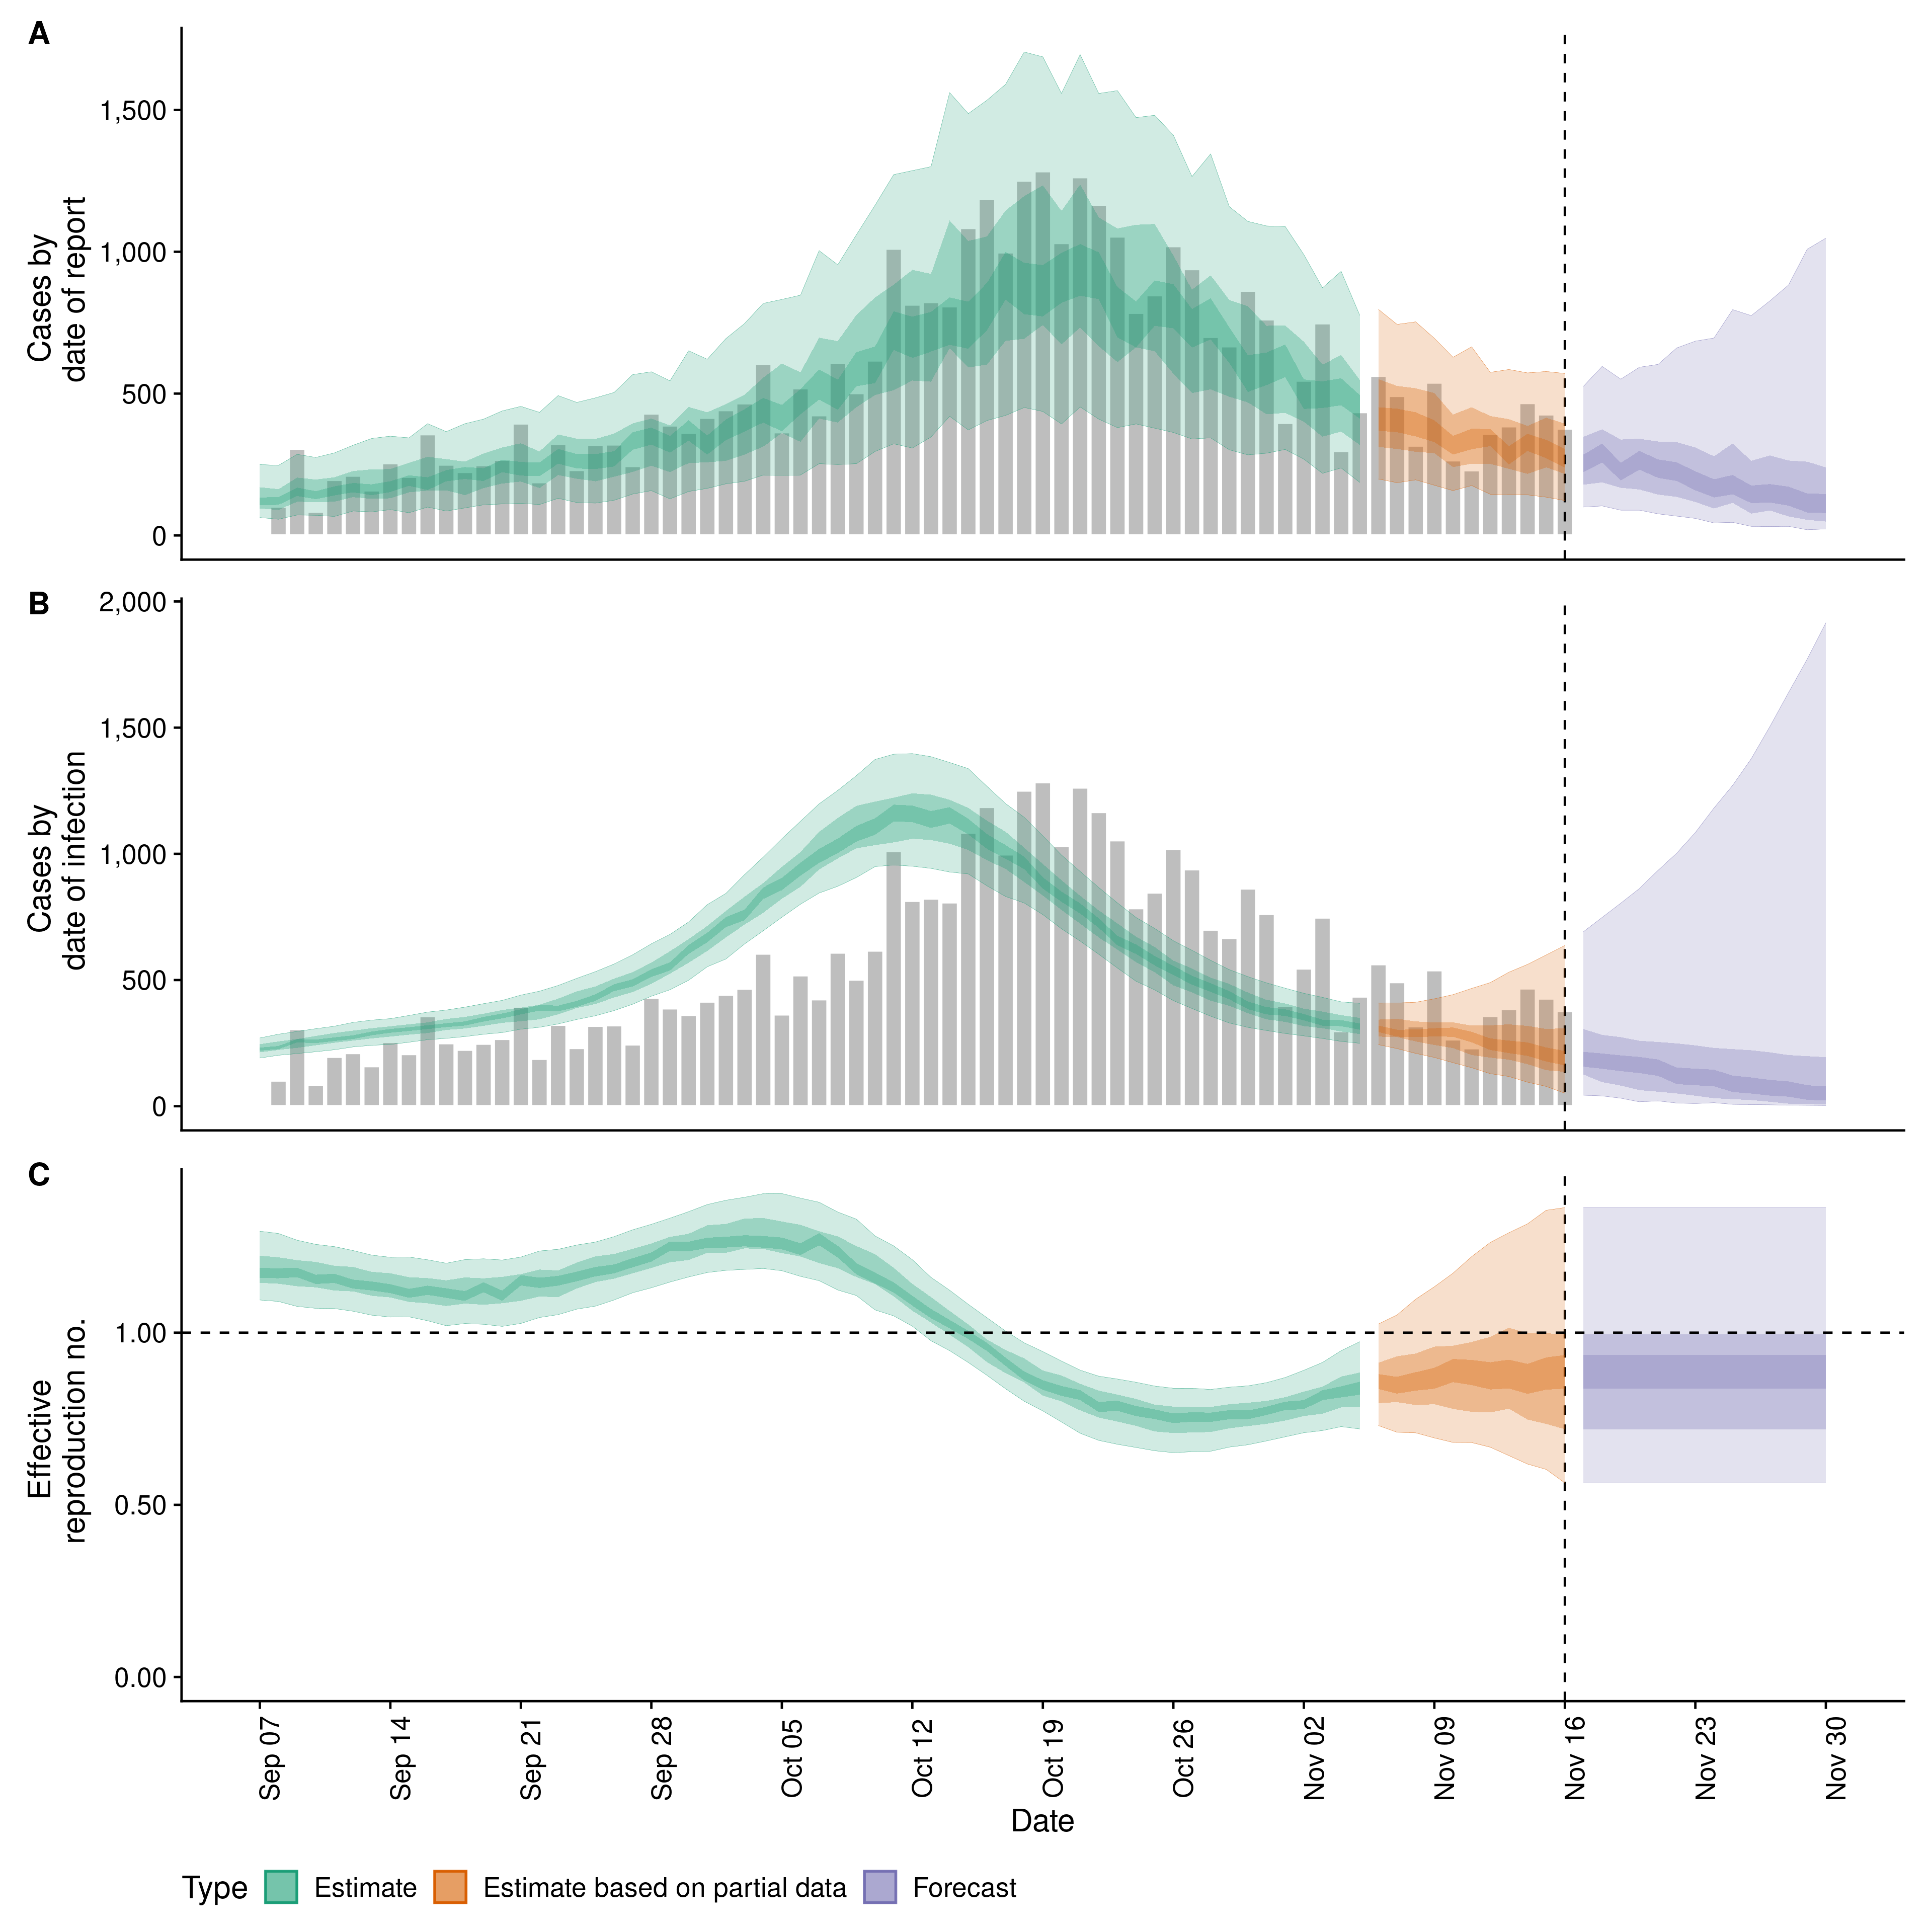 A
1,500
1,000
500
0
Cases by
date of report
B
2,000
1,500
1,000
500
0
Cases by
date of infection
C
1.00
0.50
0.00
Effective
reproduction no.
Sep 07
Sep 14
Sep 21
Sep 28
Oct 05
Oct 12
Oct 19
Oct 26
Nov 02
Nov 09
Nov 16
Nov 23
Nov 30
Date
Type Estimate Estimate based on partial data Forecast